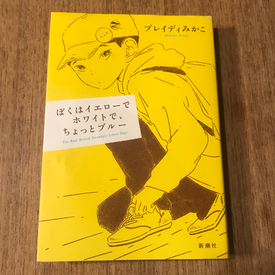 ブレイディみかこ
ぼくはイエローで
ホワイトで、
ちょっとブルー
The Real British Secondary School Days
新潮社